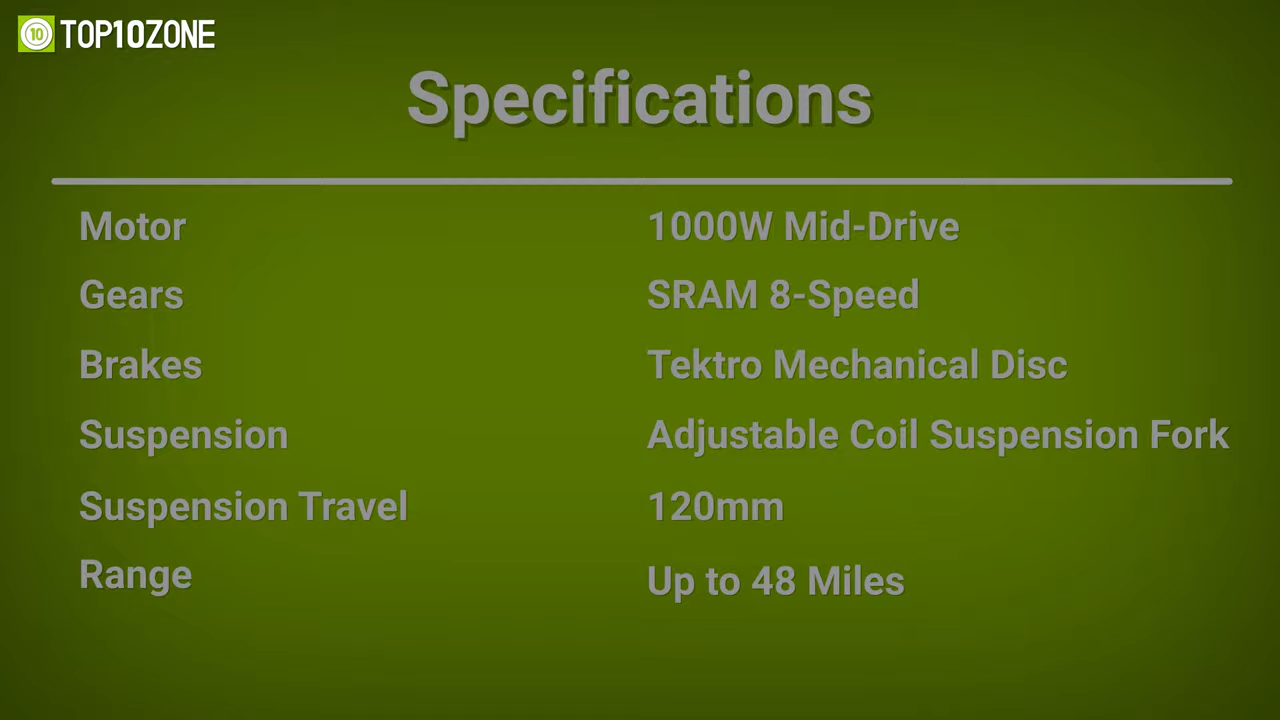 10 TOP10ZONE
Specifications
Motor 1000W Mid-Drive
Gears SRAM 8-Speed
Brakes Tektro Mechanical Disc
Suspension Adjustable Coil Suspension Fork
Suspension Travel 120mm
Range Up to 48 Miles